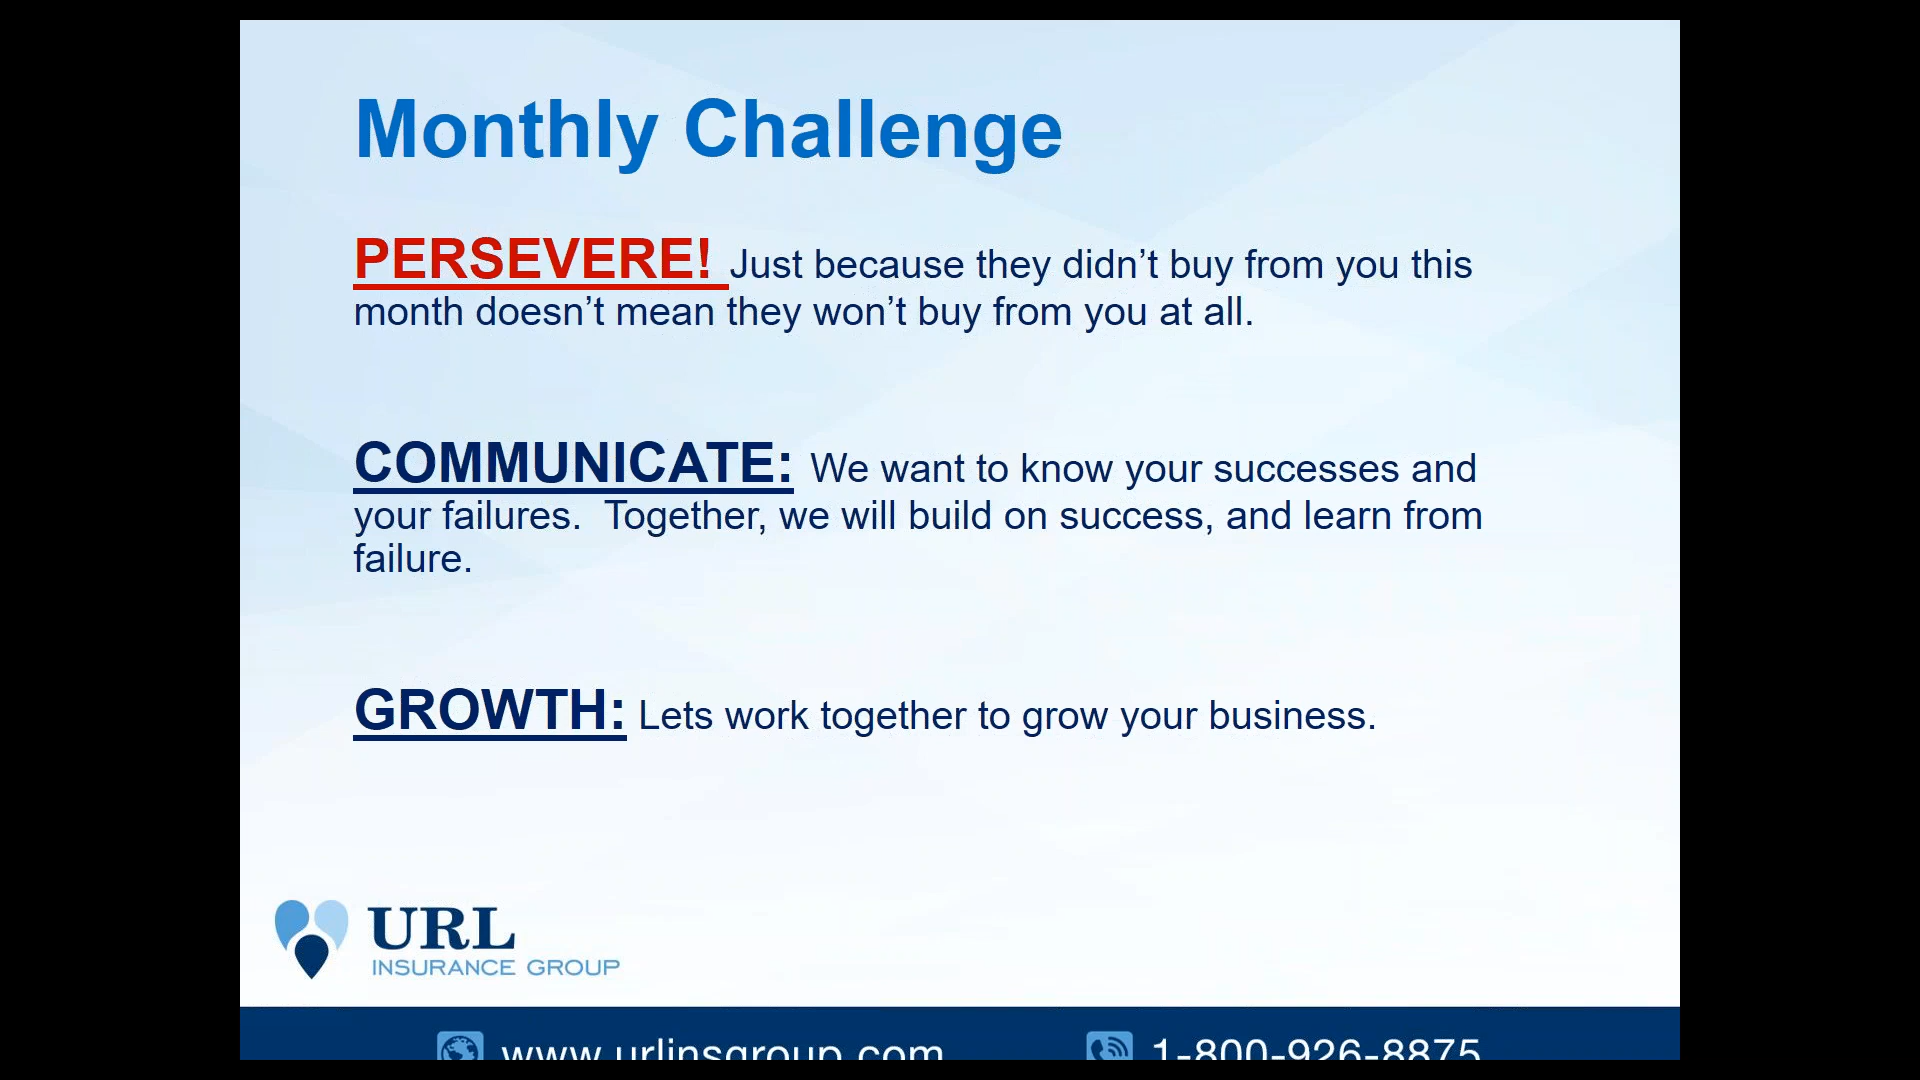 Monthly Challenge
PERSEVERE! Just because they didn’t buy from you this
month doesn’t mean they won’t buy from you at all.
COMMUNICATE: We want to know your successes and
your failures.  Together, we will build on success, and learn from
failure.
GROWTH: Lets work together to grow your business.
URL
INSURANCE GROUP
www.urlinsgroup.com
1-800-926-8875